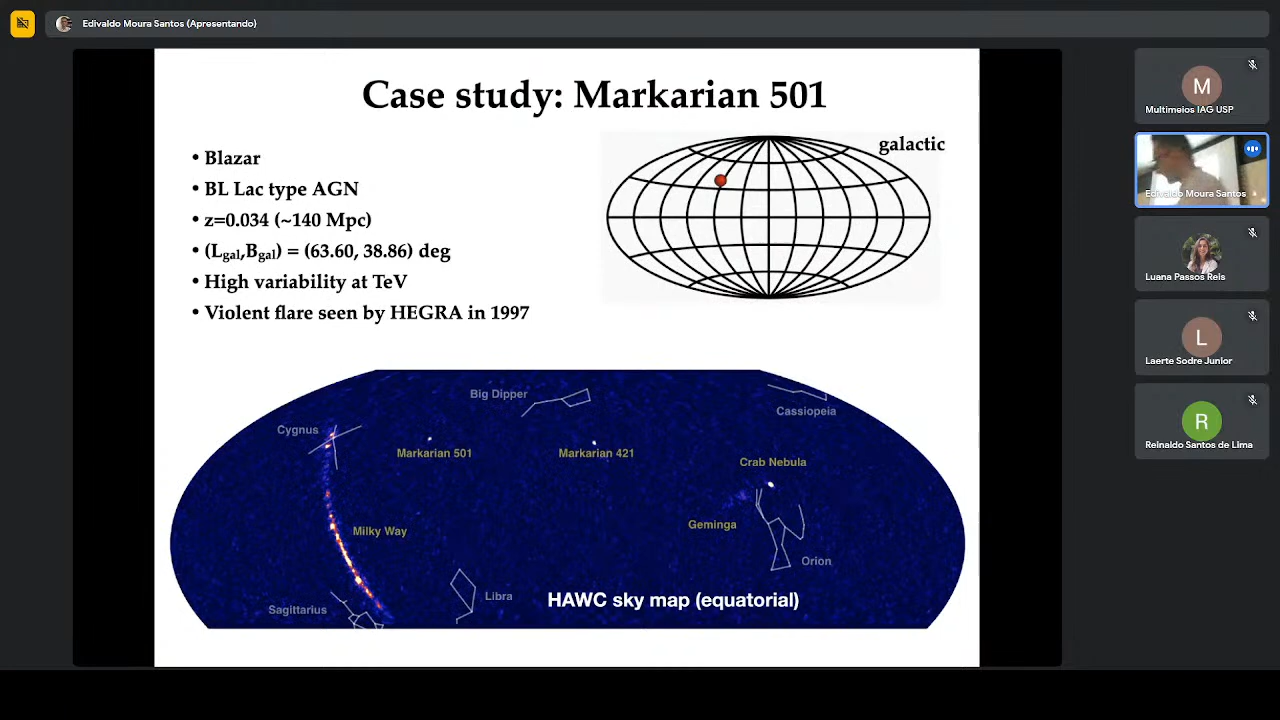 Edivaldo Moura Santos (Apresentando)
Case study: Markarian 501
• Blazar
• BL Lac type AGN
• z=0.034 (~140 Mpc)
• (Lgal,Bgal) = (63.60, 38.86) deg
• High variability at TeV
• Violent flare seen by HEGRA in 1997
galactic
Big Dipper
Cassiopeia
Cygnus
Markarian 501
Markarian 421
Crab Nebula
Geminga
Milky Way
Orion
Libra
Sagittarius
HAWC sky map (equatorial)
M
Multimeios IAG USP
Edivaldo Moura Santos
Luana Passos Reis
L
Laerte Sodre Junior
R
Reinaldo Santos de Lima